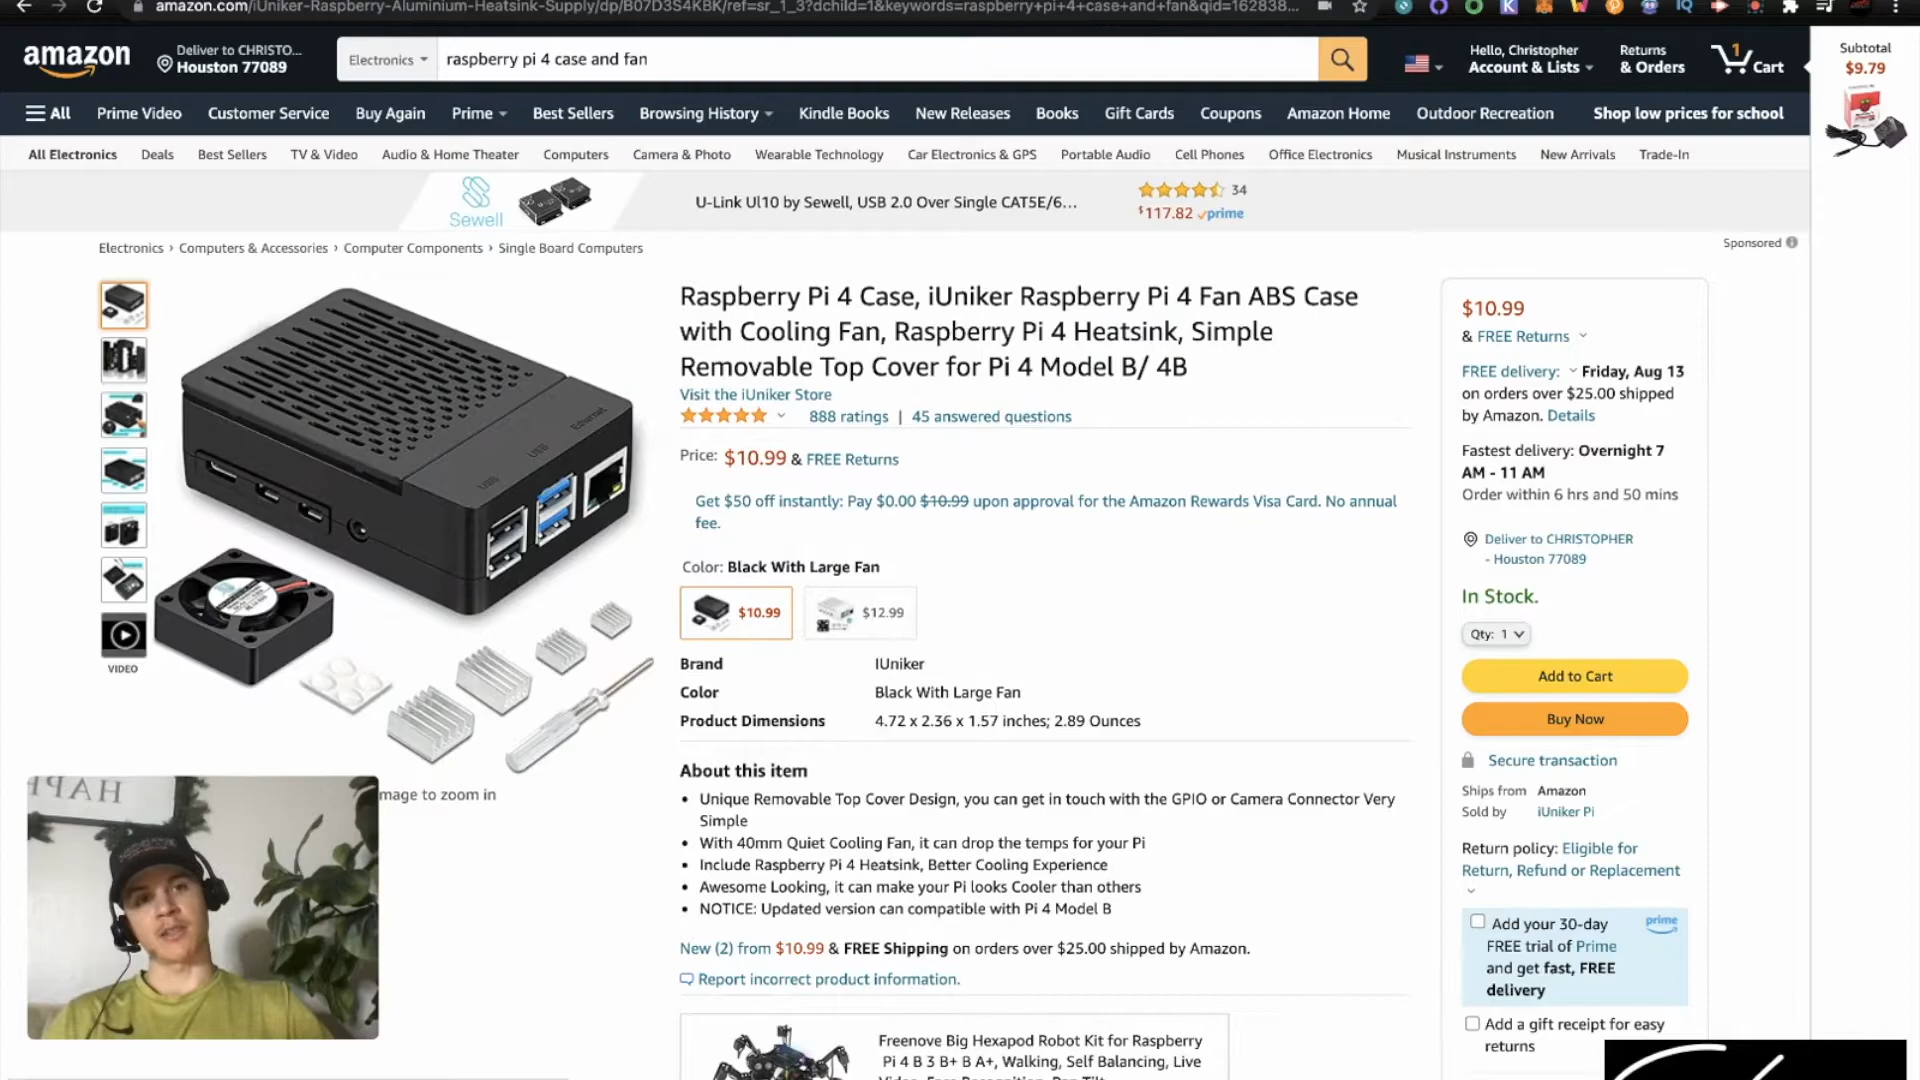 amazon.com/iUniker-Raspberry-Aluminium-Heatsink-Supply/dp/B07D3S4KBK/ref=sr_1_3?dchild=1&keywords=raspberry+pi+4+case+and+fan&qid=162838...
amazon
Deliver to CHRISTO...
Houston 77089
Electronics
raspberry pi 4 case and fan
Hello, Christopher
Account & Lists
Returns
& Orders
1
Cart
Subtotal
$9.79
All
Prime Video
Customer Service
Buy Again
Prime
Best Sellers
Browsing History
Kindle Books
New Releases
Books
Gift Cards
Coupons
Amazon Home
Outdoor Recreation
Shop low prices for school
All Electronics
Deals
Best Sellers
TV & Video
Audio & Home Theater
Computers
Camera & Photo
Wearable Technology
Car Electronics & GPS
Portable Audio
Cell Phones
Office Electronics
Musical Instruments
New Arrivals
Trade-In
Sewell
U-Link Ul10 by Sewell, USB 2.0 Over Single CAT5E/6...
34
$117.82 prime
Electronics › Computers & Accessories › Computer Components › Single Board Computers
Sponsored
USB
USB
Ethernet
VIDEO
mage to zoom in
HAPP
Raspberry Pi 4 Case, iUniker Raspberry Pi 4 Fan ABS Case
with Cooling Fan, Raspberry Pi 4 Heatsink, Simple
Removable Top Cover for Pi 4 Model B/ 4B
Visit the iUniker Store
888 ratings | 45 answered questions
Price: $10.99 & FREE Returns
Get $50 off instantly: Pay $0.00 $10.99 upon approval for the Amazon Rewards Visa Card. No annual
fee.
Color: Black With Large Fan
$10.99
$12.99
Brand IUniker
Color Black With Large Fan
Product Dimensions 4.72 x 2.36 x 1.57 inches; 2.89 Ounces
About this item
• Unique Removable Top Cover Design, you can get in touch with the GPIO or Camera Connector Very
Simple
• With 40mm Quiet Cooling Fan, it can drop the temps for your Pi
• Include Raspberry Pi 4 Heatsink, Better Cooling Experience
• Awesome Looking, it can make your Pi looks Cooler than others
• NOTICE: Updated version can compatible with Pi 4 Model B
New (2) from $10.99 & FREE Shipping on orders over $25.00 shipped by Amazon.
Report incorrect product information.
Freenove Big Hexapod Robot Kit for Raspberry
Pi 4 B 3 B+ B A+, Walking, Self Balancing, Live
$10.99
& FREE Returns
FREE delivery: Friday, Aug 13
on orders over $25.00 shipped
by Amazon. Details
Fastest delivery: Overnight 7
AM - 11 AM
Order within 6 hrs and 50 mins
Deliver to CHRISTOPHER
- Houston 77089
In Stock.
Qty: 1
Add to Cart
Buy Now
Secure transaction
Ships from Amazon
Sold by iUniker Pi
Return policy: Eligible for
Return, Refund or Replacement
Add your 30-day
FREE trial of Prime
and get fast, FREE
delivery
prime
Add a gift receipt for easy
returns